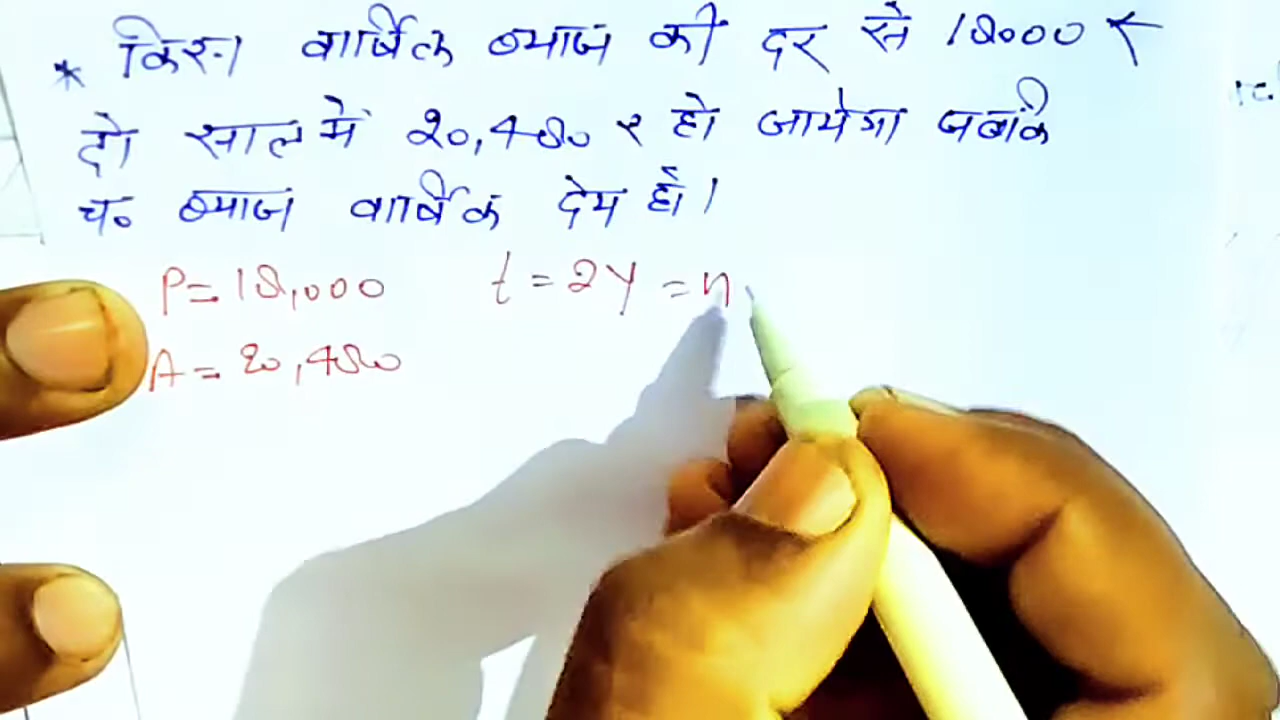 * किस वार्षिक ब्याज की दर से 18000 ₹
दो साल में 20,480 ₹ हो जायेगा जबकि
च० ब्याज वार्षिक देय हो।
P = 18,000 t = 2y = n
A = 20,480